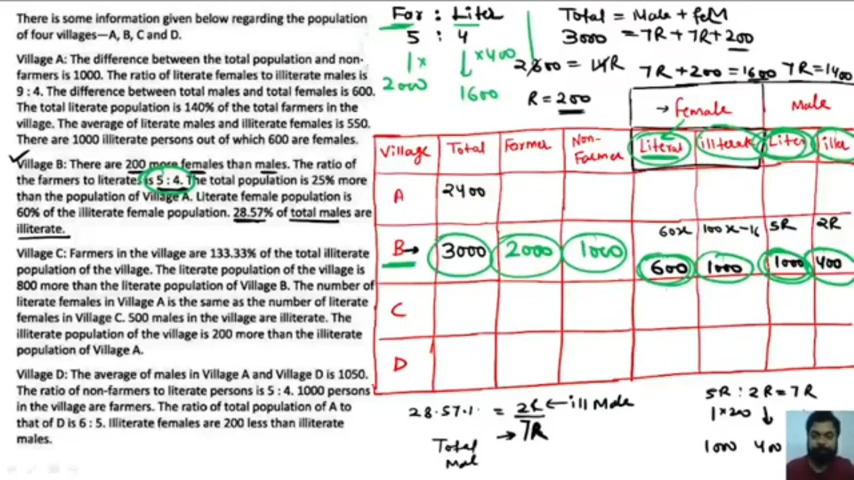 There is some information given below regarding the population
of four villages—A, B, C and D.
Village A: The difference between the total population and non-
farmers is 1000. The ratio of literate females to illiterate males is
9 : 4. The difference between total males and total females is 600.
The total literate population is 140% of the total farmers in the
village. The average of literate males and illiterate females is 550.
There are 1000 illiterate persons out of which 600 are females.
Village B: There are 200 more females than males. The ratio of
the farmers to literates is 5 : 4. The total population is 25% more
than the population of Village A. Literate female population is
60% of the illiterate female population. 28.57% of total males are
illiterate.
Village C: Farmers in the village are 133.33% of the total illiterate
population of the village. The literate population of the village is
800 more than the literate population of Village B. The number of
literate females in Village A is the same as the number of literate
females in Village C. 500 males in the village are illiterate. The
illiterate population of the village is 200 more than the illiterate
population of Village A.
Village D: The average of males in Village A and Village D is 1050.
The ratio of non-farmers to literate persons is 5 : 4. 1000 persons
in the village are farmers. The ratio of total population of A to
that of D is 6 : 5. Illiterate females are 200 less than illiterate
males.
For : Liter
5 : 4
×400
2000
1600
Total = Male + feM
3000 = 7R + 7R + 200
2800 = 14R
R = 200
7R + 200 = 1600
7R = 1400
→ Female
Male
Village
Total
Farmer
Non-
Farmer
Literal
illiterate
Liter
iller
A
2400
B→
3000
2000
1000
60x
5R
2R
600
1000
1000
400
C
D
28.57% = 2R ← ill Male
→ 7R
Total
Mal
5R : 2R = 7R
1×200
1000
400